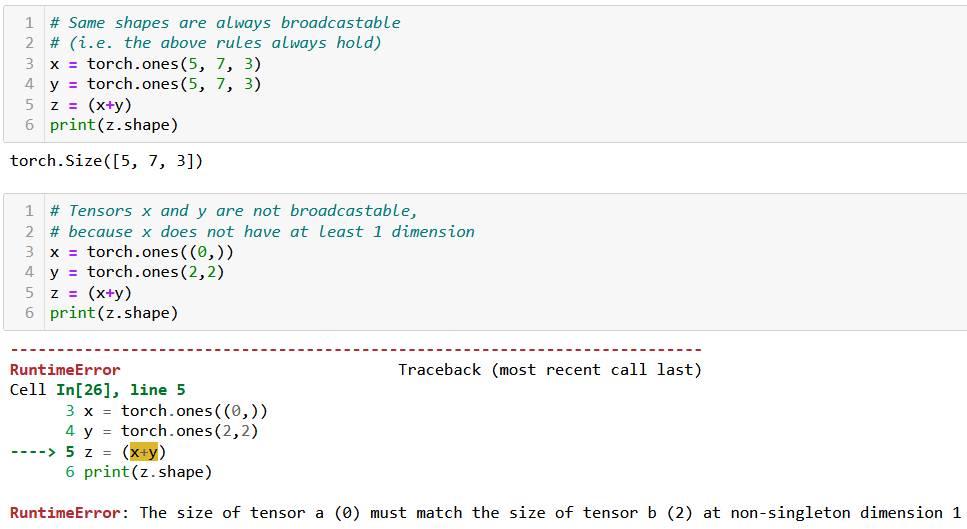 1 # Same shapes are always broadcastable
2 # (i.e. the above rules always hold)
3 x = torch.ones(5, 7, 3)
4 y = torch.ones(5, 7, 3)
5 z = (x+y)
6 print(z.shape)
torch.Size([5, 7, 3])
1 # Tensors x and y are not broadcastable,
2 # because x does not have at least 1 dimension
3 x = torch.ones((0,))
4 y = torch.ones(2,2)
5 z = (x+y)
6 print(z.shape)
---------------------------------------------------------------------------
RuntimeError                              Traceback (most recent call last)
Cell In[26], line 5
      3 x = torch.ones((0,))
      4 y = torch.ones(2,2)
----> 5 z = (x+y)
      6 print(z.shape)
RuntimeError: The size of tensor a (0) must match the size of tensor b (2) at non-singleton dimension 1